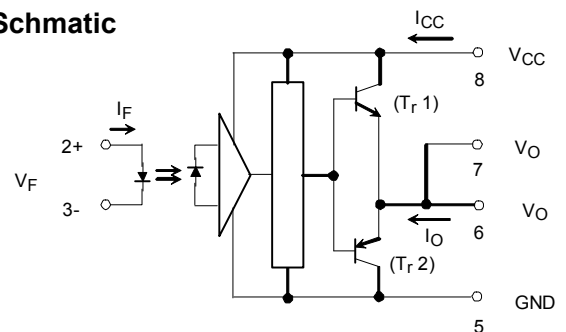 Schmatic
ICC
VCC
8
(Tr 1)
IF
2+
VF
3-
7
VO
VO
6
IO
(Tr 2)
GND
5